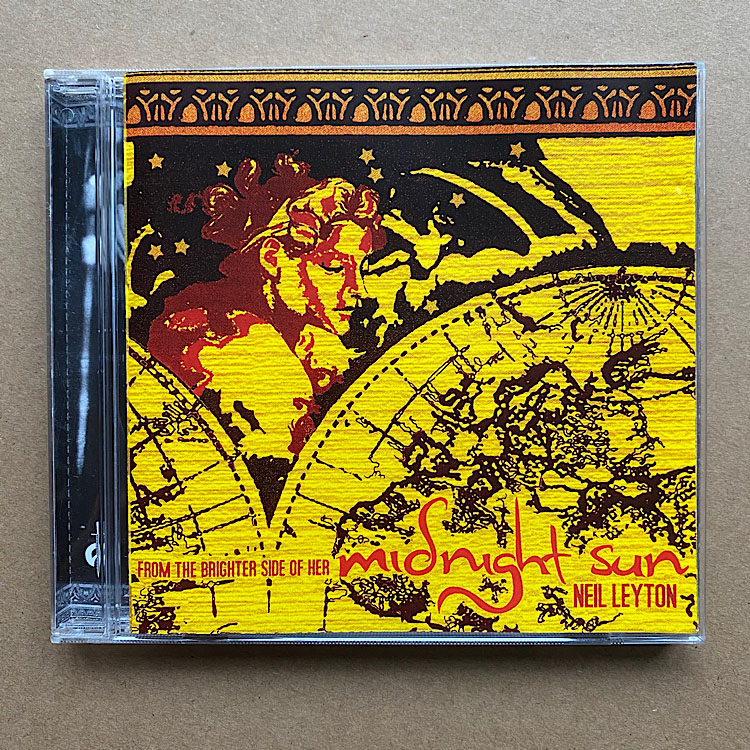 FROM THE BRIGHTER SIDE OF HER midnight sun
NEIL LEYTON